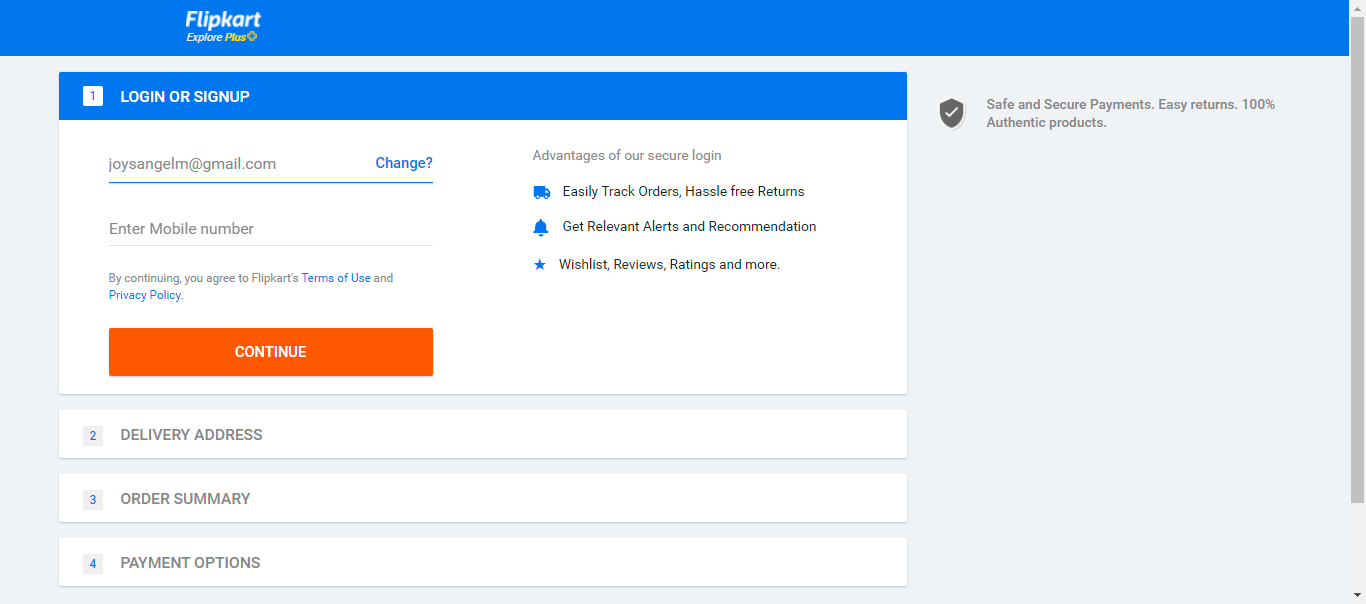 Flipkart
Explore Plus
1 LOGIN OR SIGNUP
joysangelm@gmail.com Change?
Enter Mobile number
By continuing, you agree to Flipkart's Terms of Use and
Privacy Policy.
CONTINUE
Advantages of our secure login
Easily Track Orders, Hassle free Returns
Get Relevant Alerts and Recommendation
Wishlist, Reviews, Ratings and more.
Safe and Secure Payments. Easy returns. 100%
Authentic products.
2 DELIVERY ADDRESS
3 ORDER SUMMARY
4 PAYMENT OPTIONS